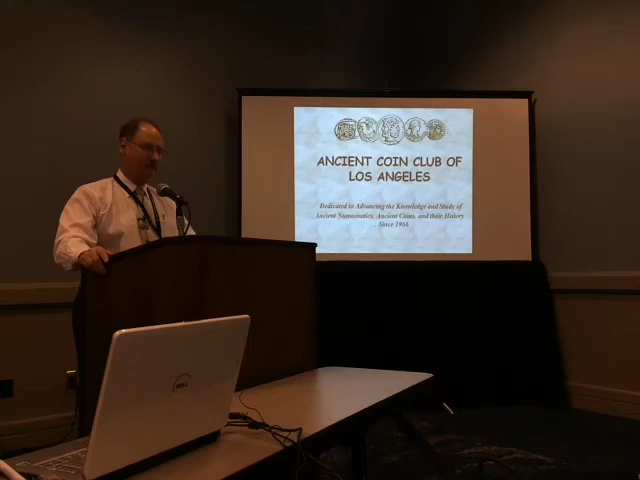 ANCIENT COIN CLUB OF
LOS ANGELES
Dedicated to Advancing the Knowledge and Study of
Ancient Numismatics, Ancient Coins, and their History
... Since 1966
DELL